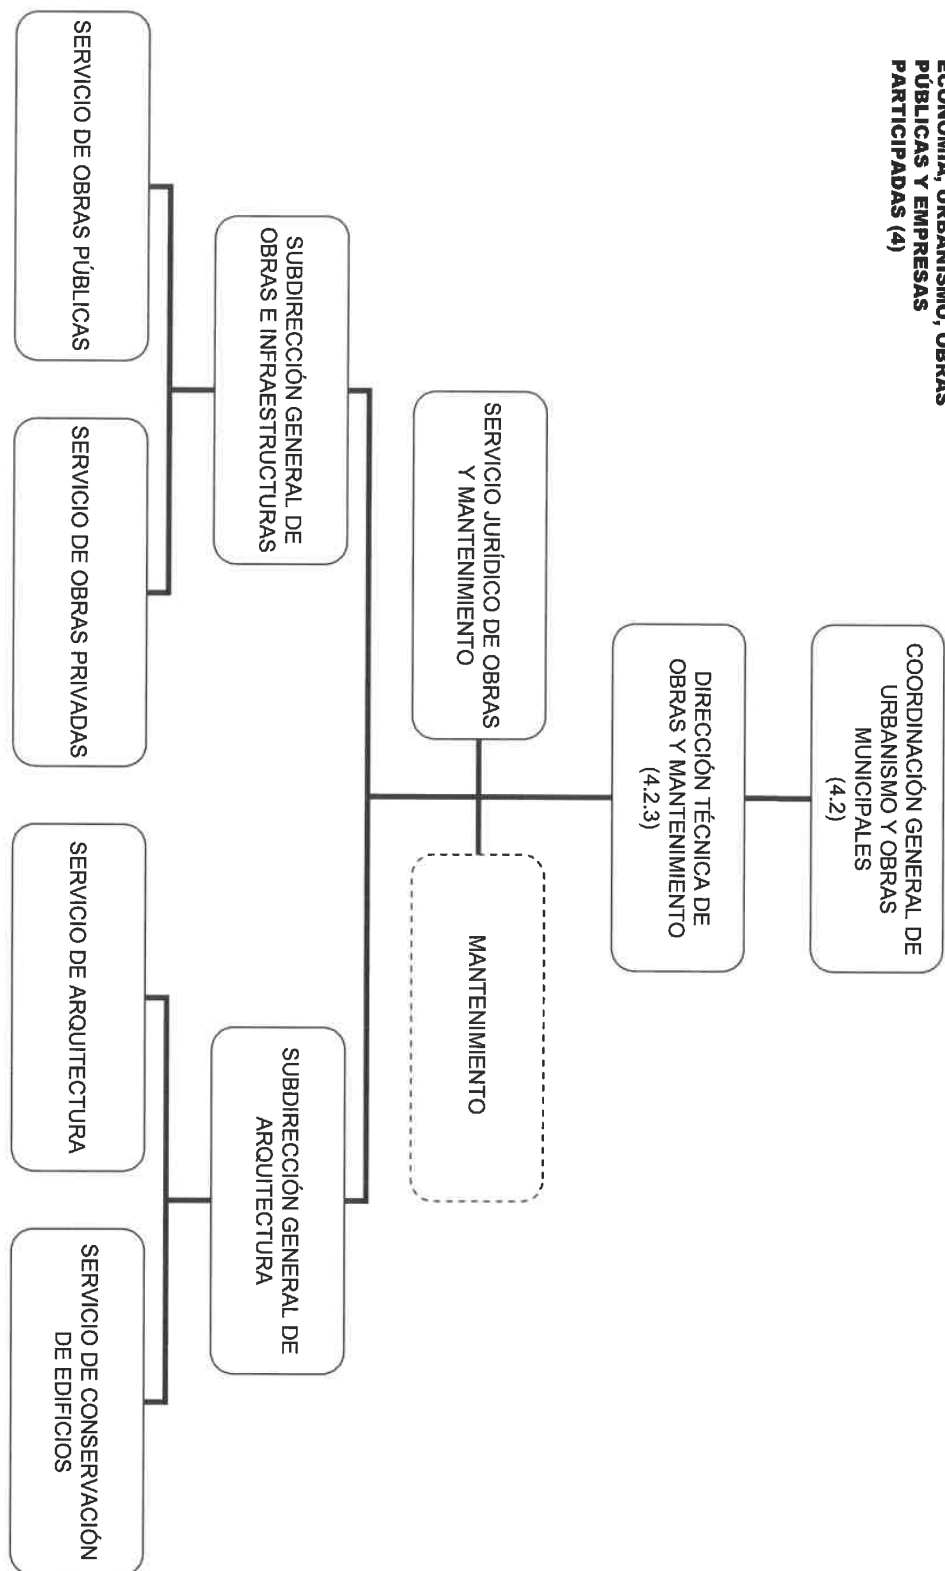 ECONOMÍA, URBANISMO, OBRAS
PÚBLICAS Y EMPRESAS
PARTICIPADAS (4)
COORDINACIÓN GENERAL DE
URBANISMO Y OBRAS
MUNICIPALES
(4.2)
DIRECCIÓN TÉCNICA DE
OBRAS Y MANTENIMIENTO
(4.2.3)
SERVICIO JURÍDICO DE OBRAS
Y MANTENIMIENTO
MANTENIMIENTO
SUBDIRECCIÓN GENERAL DE
OBRAS E INFRAESTRUCTURAS
SUBDIRECCIÓN GENERAL DE
ARQUITECTURA
SERVICIO DE OBRAS PÚBLICAS
SERVICIO DE OBRAS PRIVADAS
SERVICIO DE ARQUITECTURA
SERVICIO DE CONSERVACIÓN
DE EDIFICIOS